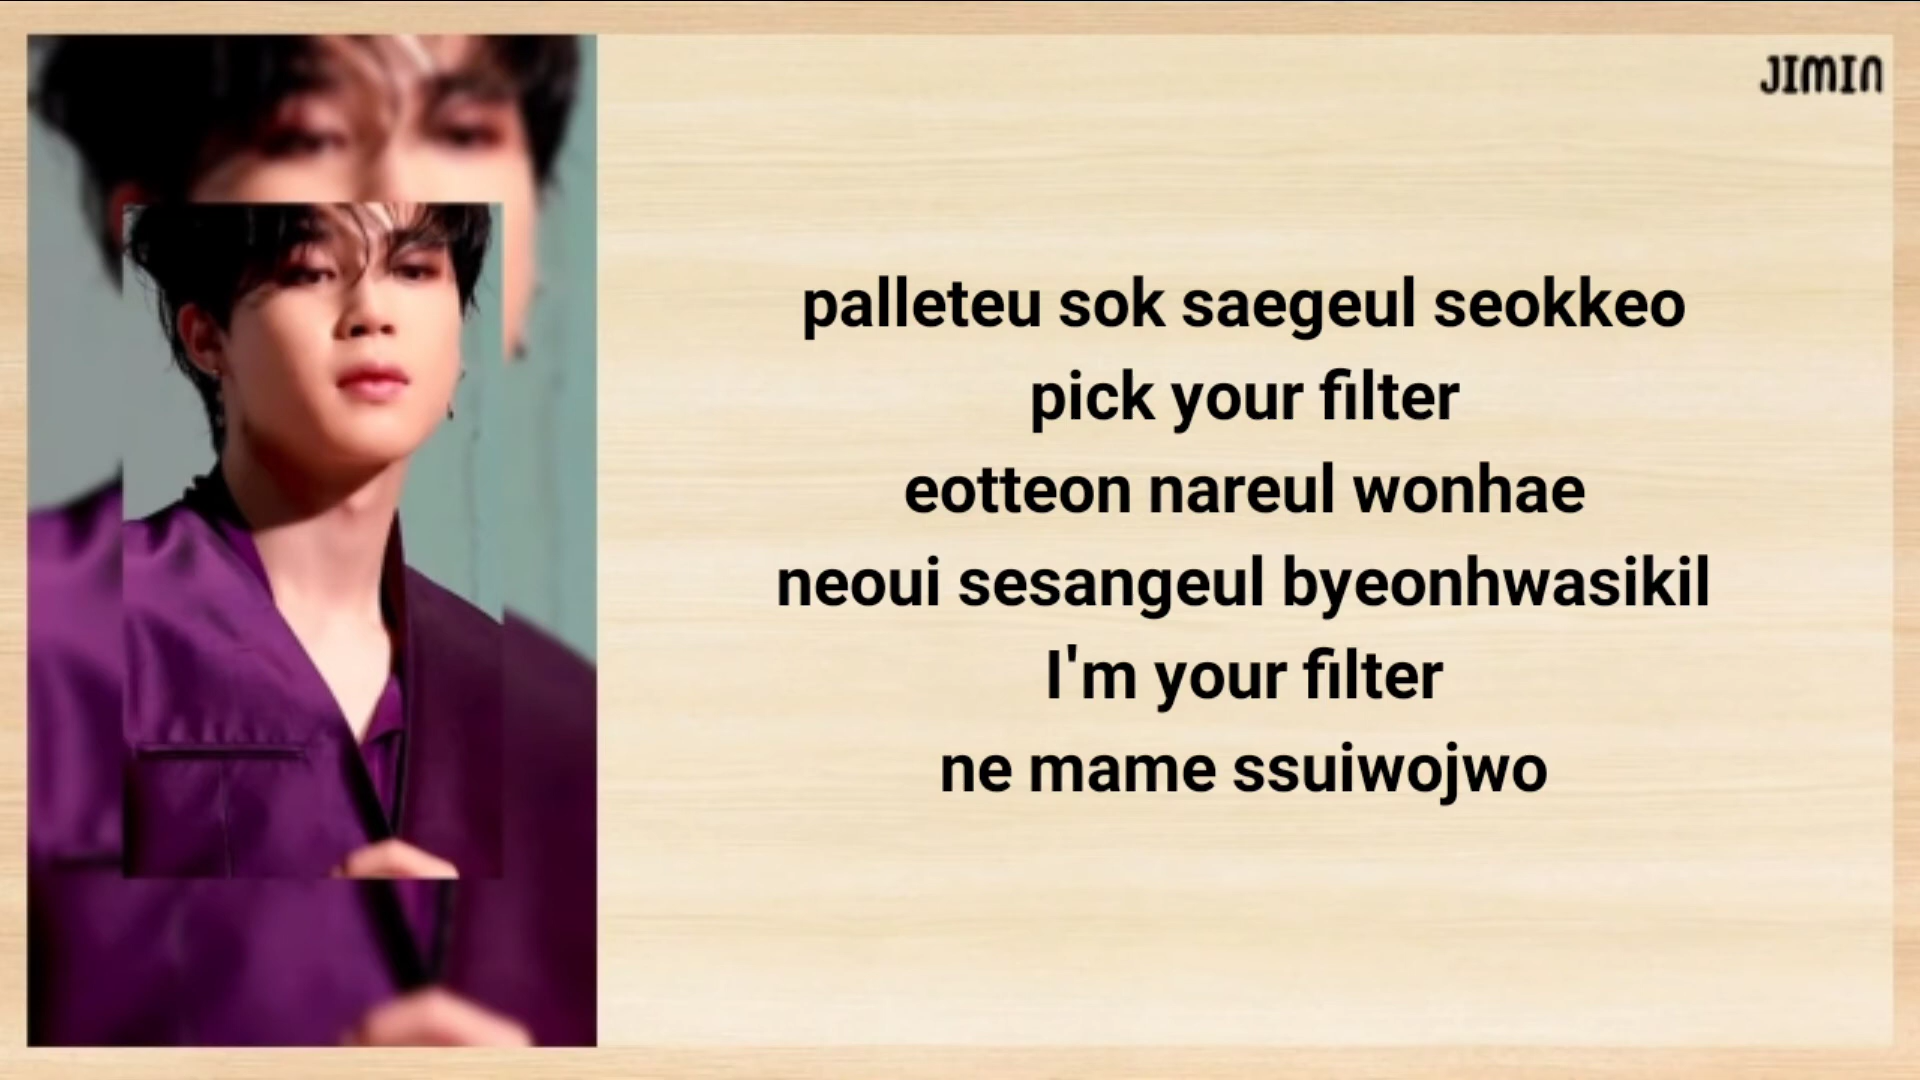 JIMIN
palleteu sok saegeul seokkeo
pick your filter
eotteon nareul wonhae
neoui sesangeul byeonhwasikil
I'm your filter
ne mame ssuiwojwo